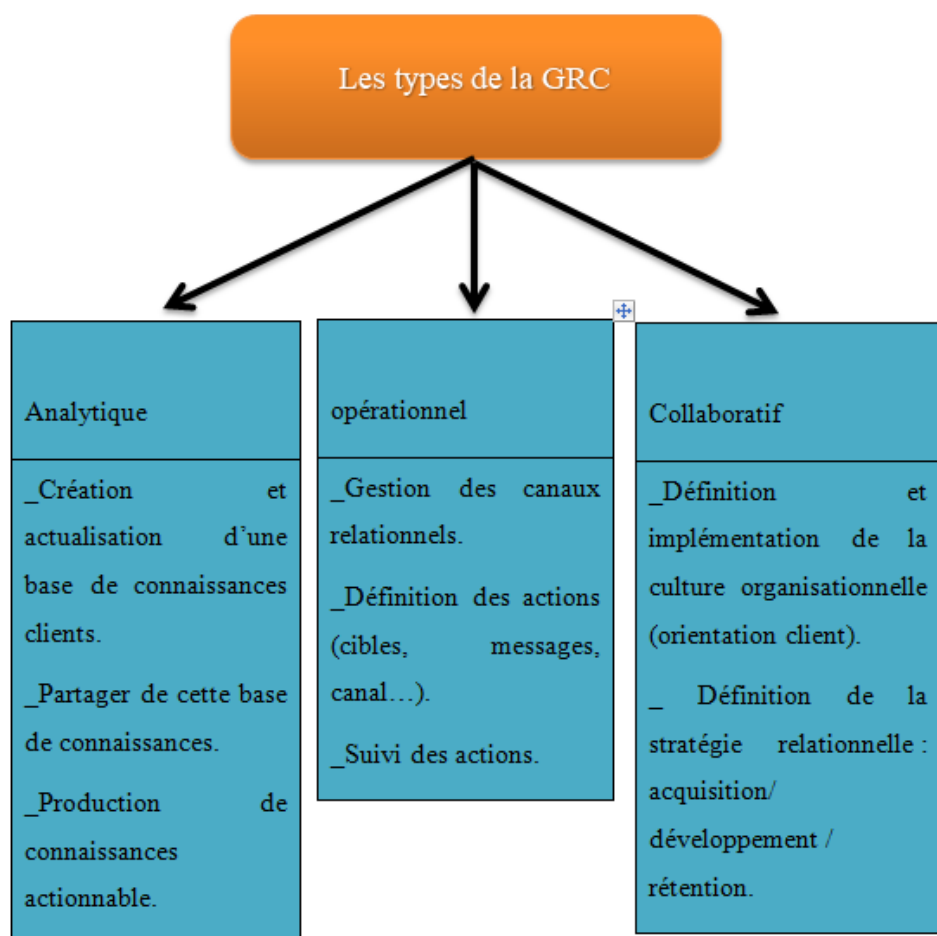 Les types de la GRC
Analytique
_Création et
actualisation d’une
base de connaissances
clients.
_Partager de cette base
de connaissances.
_Production de
connaissances
actionnable.
opérationnel
_Gestion des canaux
relationnels.
_Définition des actions
(cibles, messages,
canal…).
_Suivi des actions.
Collaboratif
_Définition et
implémentation de la
culture organisationnelle
(orientation client).
_ Définition de la
stratégie relationnelle :
acquisition/
développement /
rétention.